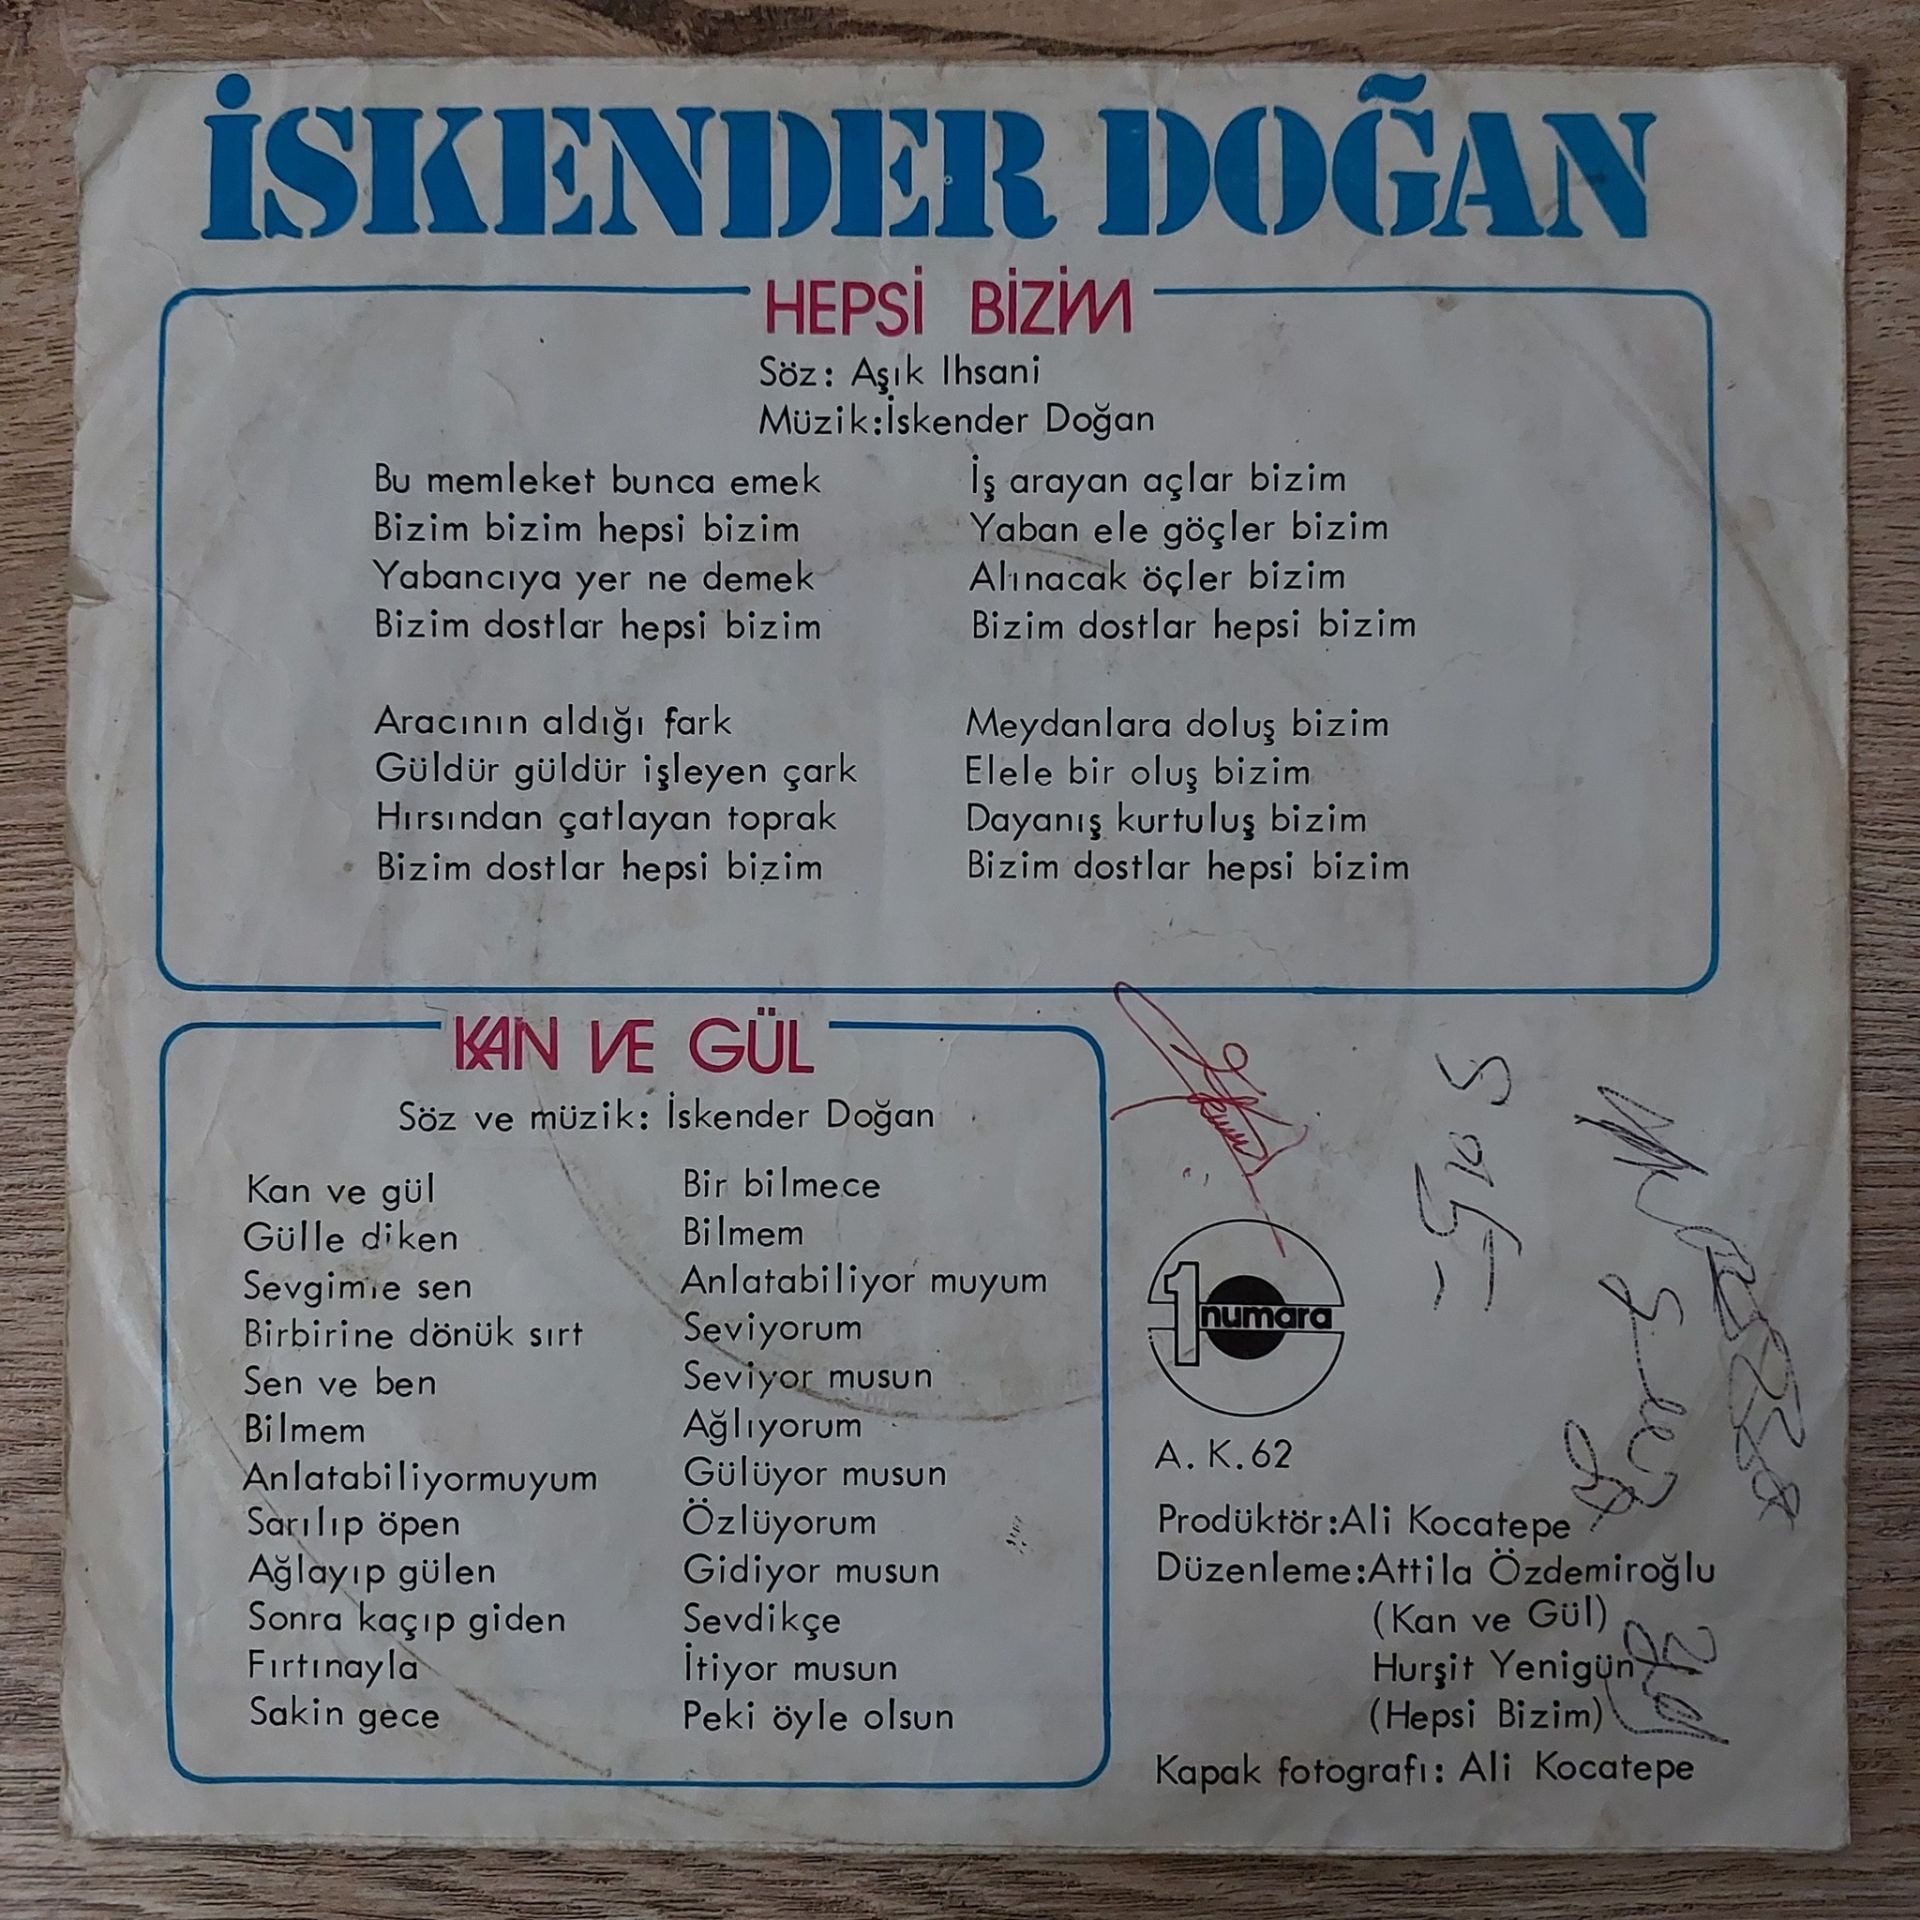 İSKENDER DOĞAN
HEPSİ BİZİM
Söz: Aşık Ihsani
Müzik:İskender Doğan
Bu memleket bunca emek
Bizim bizim hepsi bizim
Yabancıya yer ne demek
Bizim dostlar hepsi bizim
Aracının aldığı fark
Güldür güldür işleyen çark
Hırsından çatlayan toprak
Bizim dostlar hepsi bizim
İş arayan açlar bizim
Yaban ele göçler bizim
Alınacak öçler bizim
Bizim dostlar hepsi bizim
Meydanlara doluş bizim
Elele bir oluş bizim
Dayanış kurtuluş bizim
Bizim dostlar hepsi bizim
KAN VE GÜL
Söz ve müzik: İskender Doğan
Kan ve gül
Gülle diken
Sevgimle sen
Birbirine dönük sırt
Sen ve ben
Bilmem
Anlatabiliyormuyum
Sarılıp öpen
Ağlayıp gülen
Sonra kaçıp giden
Fırtınayla
Sakin gece
Bir bilmece
Bilmem
Anlatabiliyor muyum
Seviyorum
Seviyor musun
Ağlıyorum
Gülüyor musun
Özlüyorum
Gidiyor musun
Sevdikçe
İtiyor musun
Peki öyle olsun
1 numara
A. K. 62
Prodüktör:Ali Kocatepe
Düzenleme:Attila Özdemiroğlu
(Kan ve Gül)
Hurşit Yenigün
(Hepsi Bizim)
Kapak fotografı: Ali Kocatepe